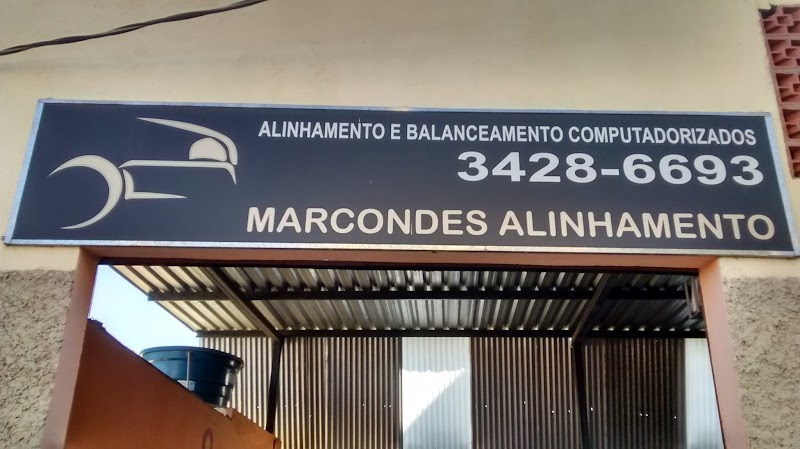 ALINHAMENTO E BALANCEAMENTO COMPUTADORIZADOS
3428-6693
MARCONDES ALINHAMENTO